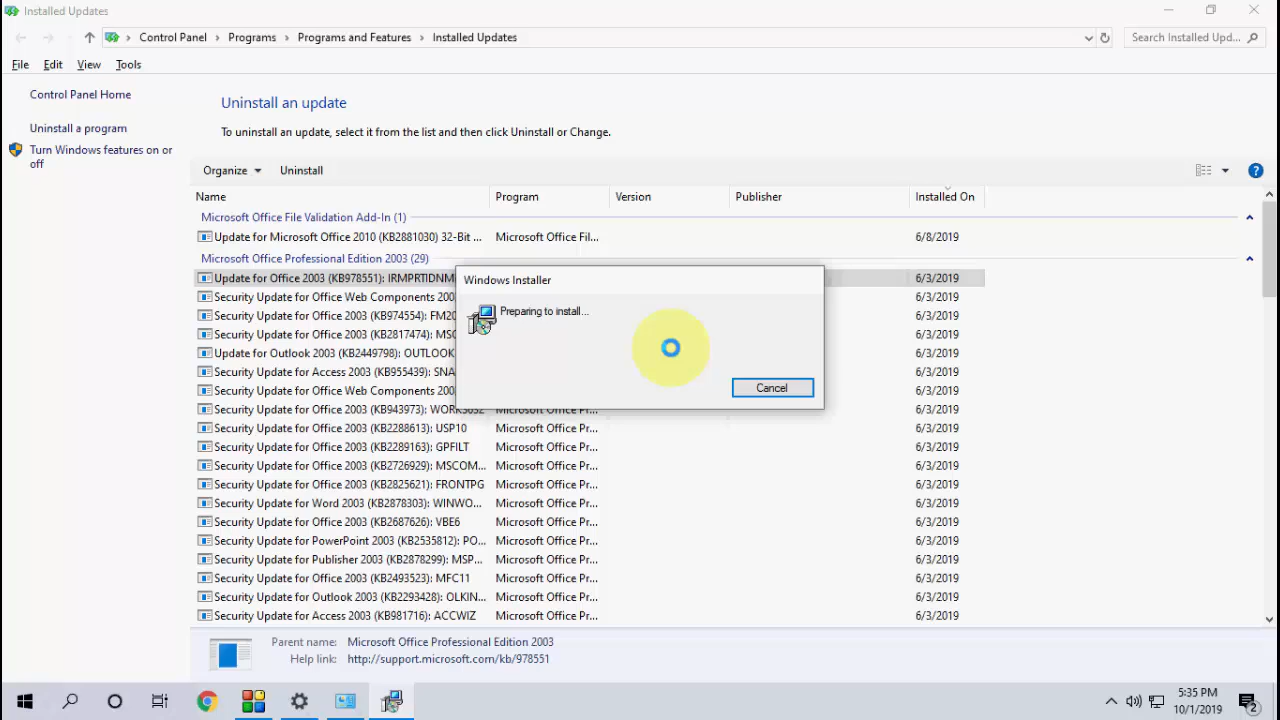 Installed Updates
Control Panel > Programs > Programs and Features > Installed Updates
Search Installed Upd...
File Edit View Tools
Control Panel Home
Uninstall a program
Turn Windows features on or
off
Uninstall an update
To uninstall an update, select it from the list and then click Uninstall or Change.
Organize Uninstall
Name Program Version Publisher Installed On
Microsoft Office File Validation Add-In (1)
Update for Microsoft Office 2010 (KB2881030) 32-Bit ... Microsoft Office Fil... 6/8/2019
Microsoft Office Professional Edition 2003 (29)
Update for Office 2003 (KB978551): IRMPRTIDNM 6/3/2019
Security Update for Office Web Components 200 6/3/2019
Security Update for Office 2003 (KB974554): FM20 6/3/2019
Security Update for Office 2003 (KB2817474): MSO 6/3/2019
Update for Outlook 2003 (KB2449798): OUTLOOK 6/3/2019
Security Update for Access 2003 (KB955439): SNA 6/3/2019
Security Update for Office Web Components 200 6/3/2019
Security Update for Office 2003 (KB943973): WORKS632 Microsoft Office Pr... 6/3/2019
Security Update for Office 2003 (KB2288613): USP10 Microsoft Office Pr... 6/3/2019
Security Update for Office 2003 (KB2289163): GPFILT Microsoft Office Pr... 6/3/2019
Security Update for Office 2003 (KB2726929): MSCOM... Microsoft Office Pr... 6/3/2019
Security Update for Office 2003 (KB2825621): FRONTPG Microsoft Office Pr... 6/3/2019
Security Update for Word 2003 (KB2878303): WINWO... Microsoft Office Pr... 6/3/2019
Security Update for Office 2003 (KB2687626): VBE6 Microsoft Office Pr... 6/3/2019
Security Update for PowerPoint 2003 (KB2535812): PO... Microsoft Office Pr... 6/3/2019
Security Update for Publisher 2003 (KB2878299): MSP... Microsoft Office Pr... 6/3/2019
Security Update for Office 2003 (KB2493523): MFC11 Microsoft Office Pr... 6/3/2019
Security Update for Outlook 2003 (KB2293428): OLKIN... Microsoft Office Pr... 6/3/2019
Security Update for Access 2003 (KB981716): ACCWIZ Microsoft Office Pr... 6/3/2019
Windows Installer
Preparing to install...
Cancel
Parent name: Microsoft Office Professional Edition 2003
Help link: http://support.microsoft.com/kb/978551
5:35 PM
10/1/2019
2